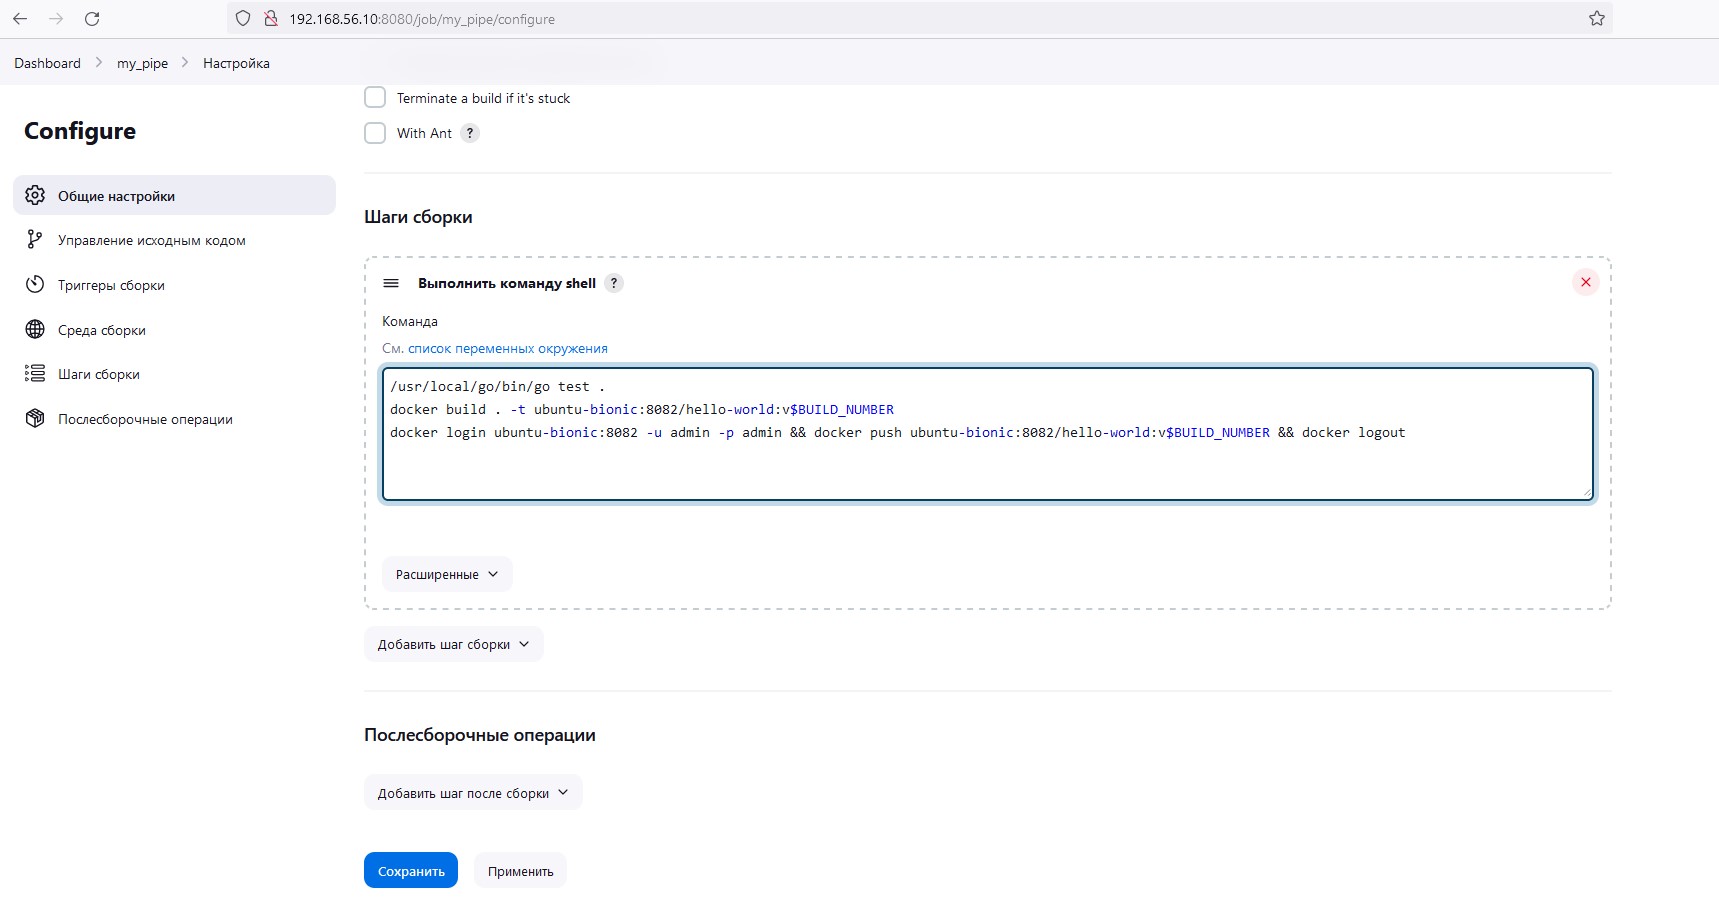 192.168.56.10:8080/job/my_pipe/configure
Dashboard > my_pipe > Настройка
Configure
Общие настройки
Управление исходным кодом
Триггеры сборки
Среда сборки
Шаги сборки
Послесборочные операции
Terminate a build if it's stuck
With Ant ?
Шаги сборки
Выполнить команду shell ?
Команда
См. список переменных окружения
/usr/local/go/bin/go test .
docker build . -t ubuntu-bionic:8082/hello-world:v$BUILD_NUMBER
docker login ubuntu-bionic:8082 -u admin -p admin && docker push ubuntu-bionic:8082/hello-world:v$BUILD_NUMBER && docker logout
Расширенные
Добавить шаг сборки
Послесборочные операции
Добавить шаг после сборки
Сохранить
Применить